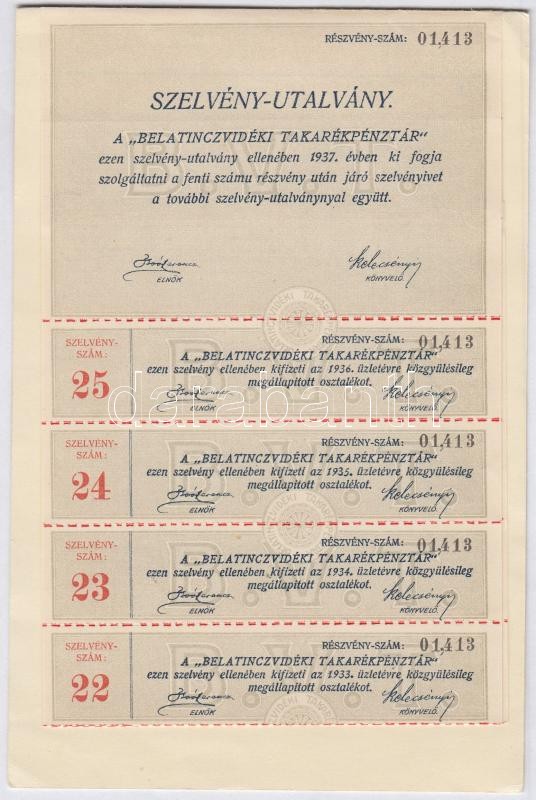 RÉSZVÉNY-SZÁM: 01,413
SZELVÉNY-UTALVÁNY.
A „BELATINCZVIDÉKI TAKARÉKPÉNZTÁR"
ezen szelvény-utalvány ellenében 1937. évben ki fogja
szolgáltatni a fenti számu részvény után járó szelvényivet
a további szelvény-utalványnyal együtt.
ELNÖK
KÖNYVELŐ.
SZELVÉNY-
SZÁM:
25
RÉSZVÉNY-SZÁM: 01,413
A „BELATINCZVIDÉKI TAKARÉKPÉNZTÁR"
ezen szelvény ellenében kifizeti az 1936. üzletévre közgyülésileg
megállapitott osztalékot.
ELNÖK
KÖNYVELŐ.
SZELVÉNY-
SZÁM:
24
RÉSZVÉNY-SZÁM: 01,413
A „BELATINCZVIDÉKI TAKARÉKPÉNZTÁR"
ezen szelvény ellenében kifizeti az 1935. üzletévre közgyülésileg
megállapitott osztalékot.
ELNÖK
KÖNYVELŐ.
SZELVÉNY-
SZÁM:
23
RÉSZVÉNY-SZÁM: 01,413
A „BELATINCZVIDÉKI TAKARÉKPÉNZTÁR"
ezen szelvény ellenében kifizeti az 1934. üzletévre közgyülésileg
megállapitott osztalékot.
ELNÖK
KÖNYVELŐ.
SZELVÉNY-
SZÁM:
22
RÉSZVÉNY-SZÁM: 01,413
A „BELATINCZVIDÉKI TAKARÉKPÉNZTÁR"
ezen szelvény ellenében kifizeti az 1933. üzletévre közgyülésileg
megállapitott osztalékot.
ELNÖK
KÖNYVELŐ.